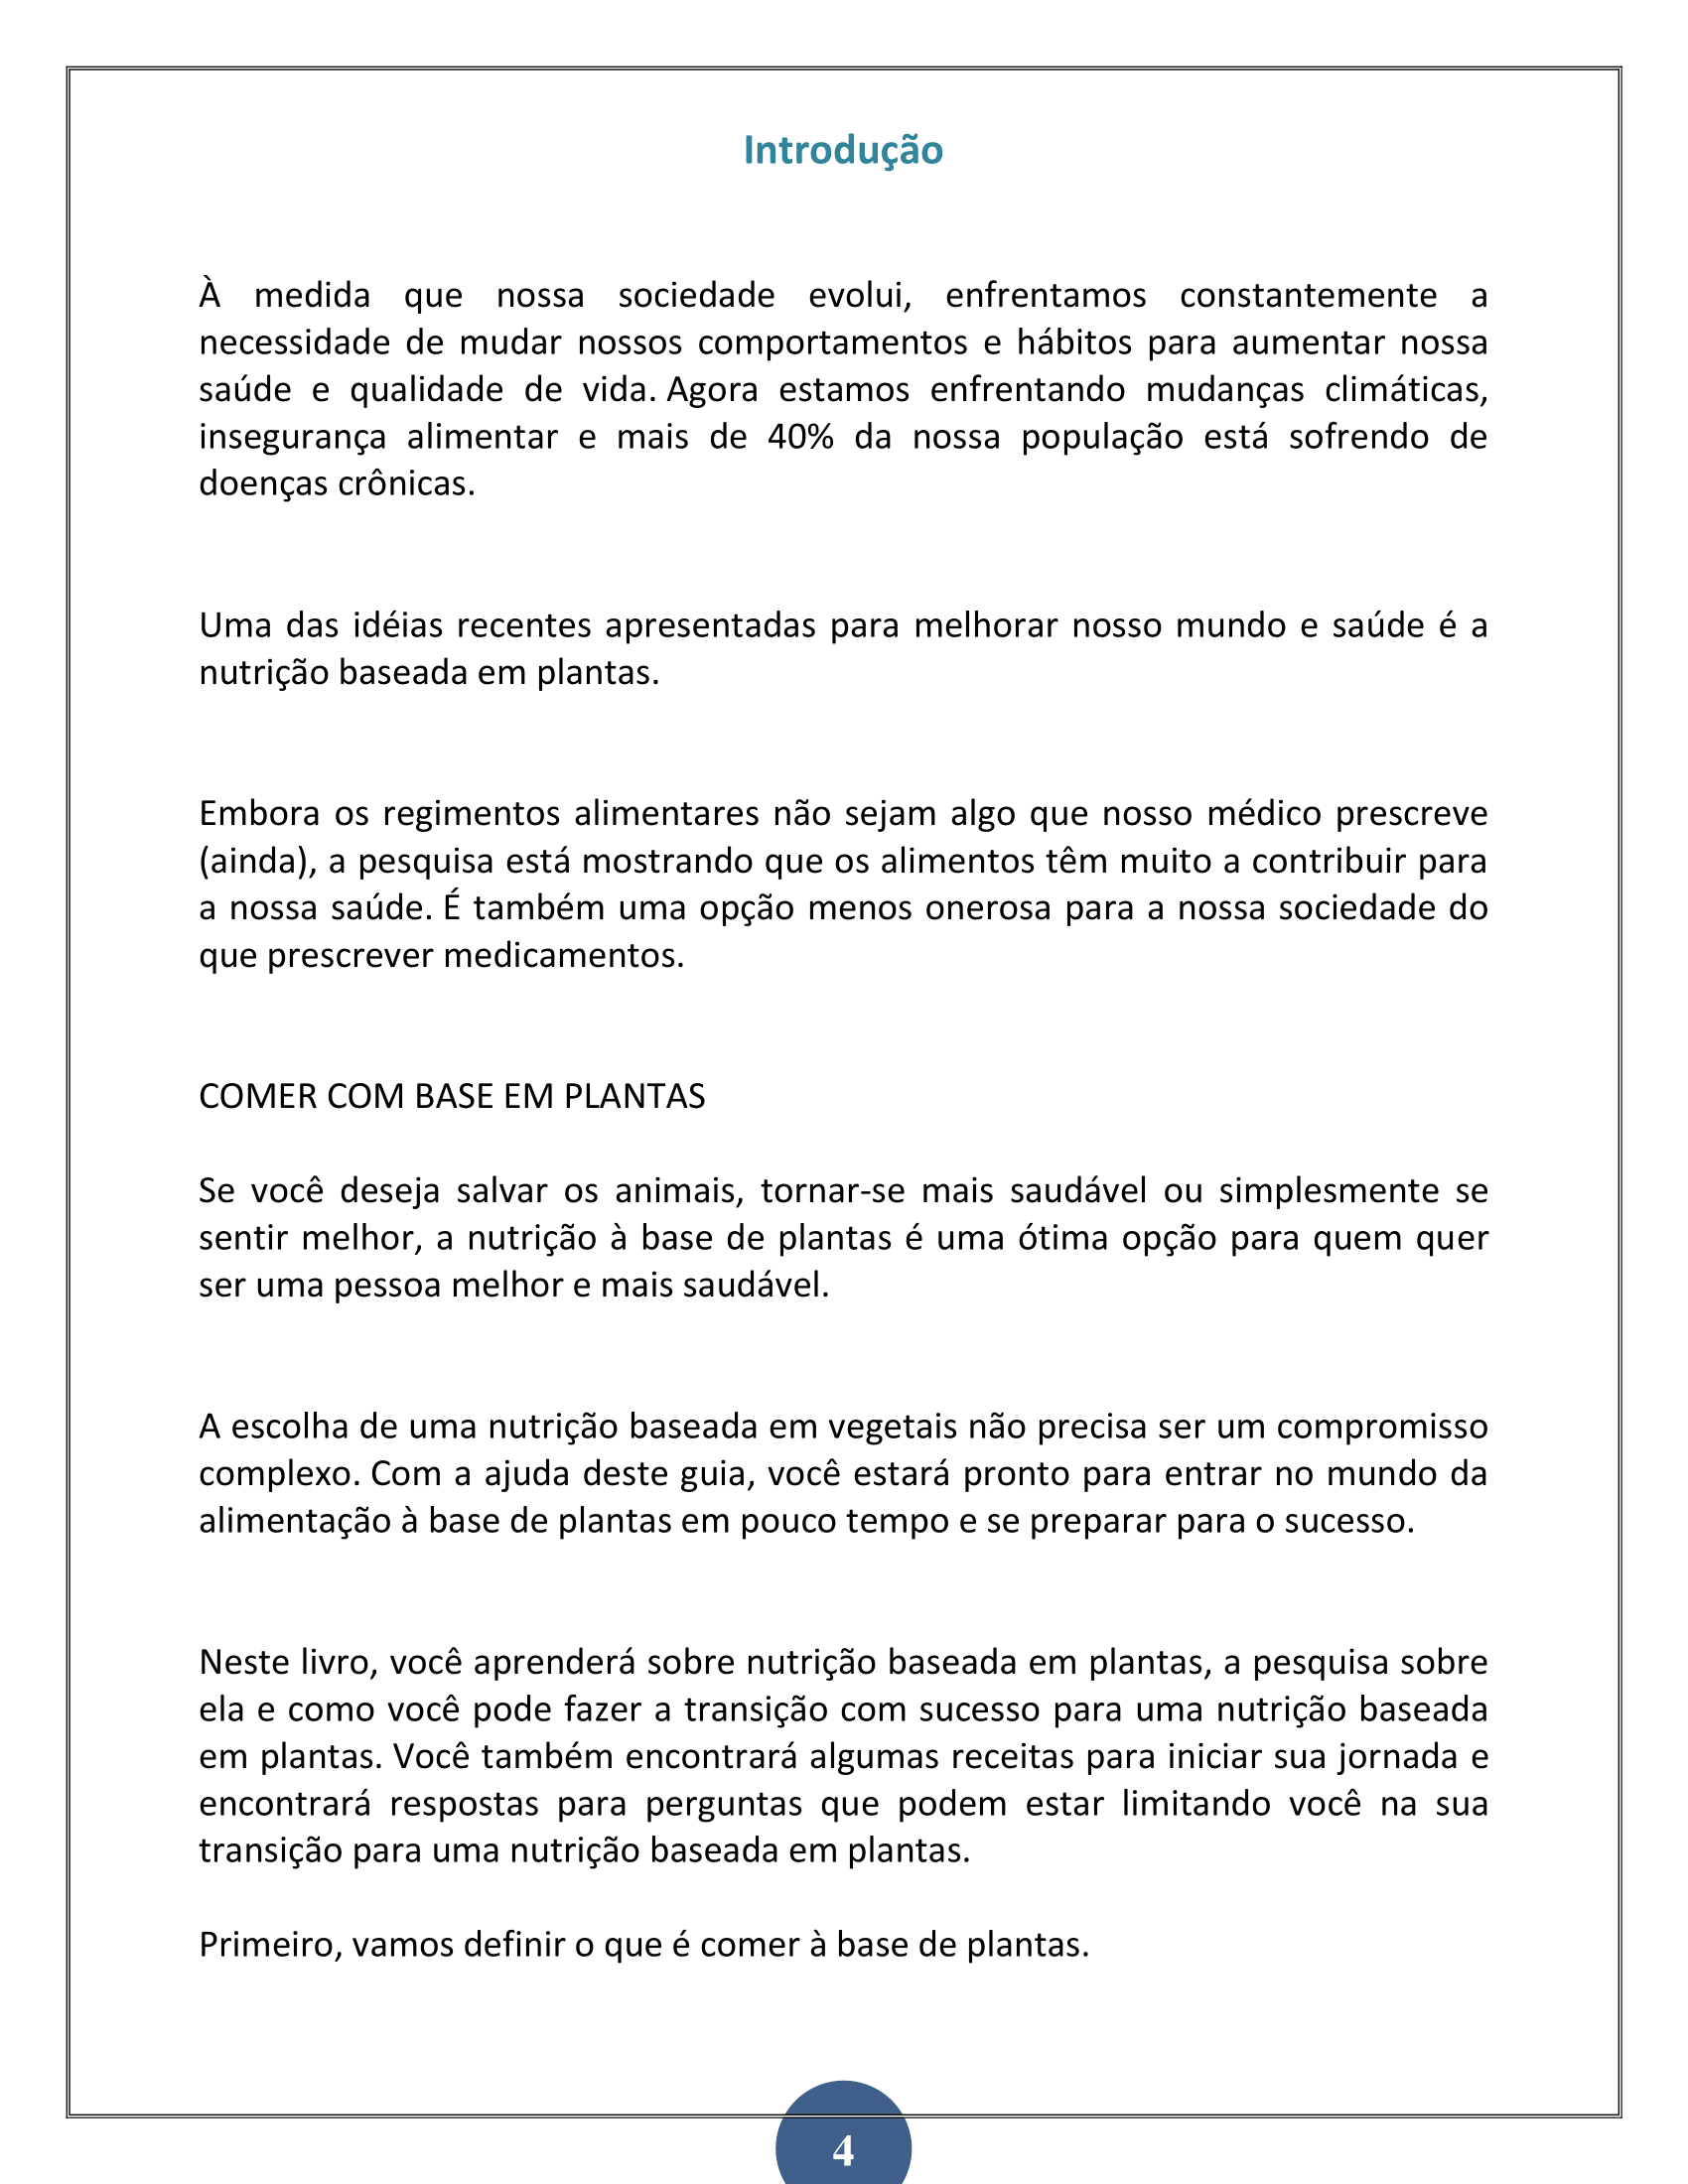 Introdução
À medida que nossa sociedade evolui, enfrentamos constantemente a
necessidade de mudar nossos comportamentos e hábitos para aumentar nossa
saúde e qualidade de vida. Agora estamos enfrentando mudanças climáticas,
insegurança alimentar e mais de 40% da nossa população está sofrendo de
doenças crônicas.
Uma das idéias recentes apresentadas para melhorar nosso mundo e saúde é a
nutrição baseada em plantas.
Embora os regimentos alimentares não sejam algo que nosso médico prescreve
(ainda), a pesquisa está mostrando que os alimentos têm muito a contribuir para
a nossa saúde. É também uma opção menos onerosa para a nossa sociedade do
que prescrever medicamentos.
COMER COM BASE EM PLANTAS
Se você deseja salvar os animais, tornar-se mais saudável ou simplesmente se
sentir melhor, a nutrição à base de plantas é uma ótima opção para quem quer
ser uma pessoa melhor e mais saudável.
A escolha de uma nutrição baseada em vegetais não precisa ser um compromisso
complexo. Com a ajuda deste guia, você estará pronto para entrar no mundo da
alimentação à base de plantas em pouco tempo e se preparar para o sucesso.
Neste livro, você aprenderá sobre nutrição baseada em plantas, a pesquisa sobre
ela e como você pode fazer a transição com sucesso para uma nutrição baseada
em plantas. Você também encontrará algumas receitas para iniciar sua jornada e
encontrará respostas para perguntas que podem estar limitando você na sua
transição para uma nutrição baseada em plantas.
Primeiro, vamos definir o que é comer à base de plantas.
4